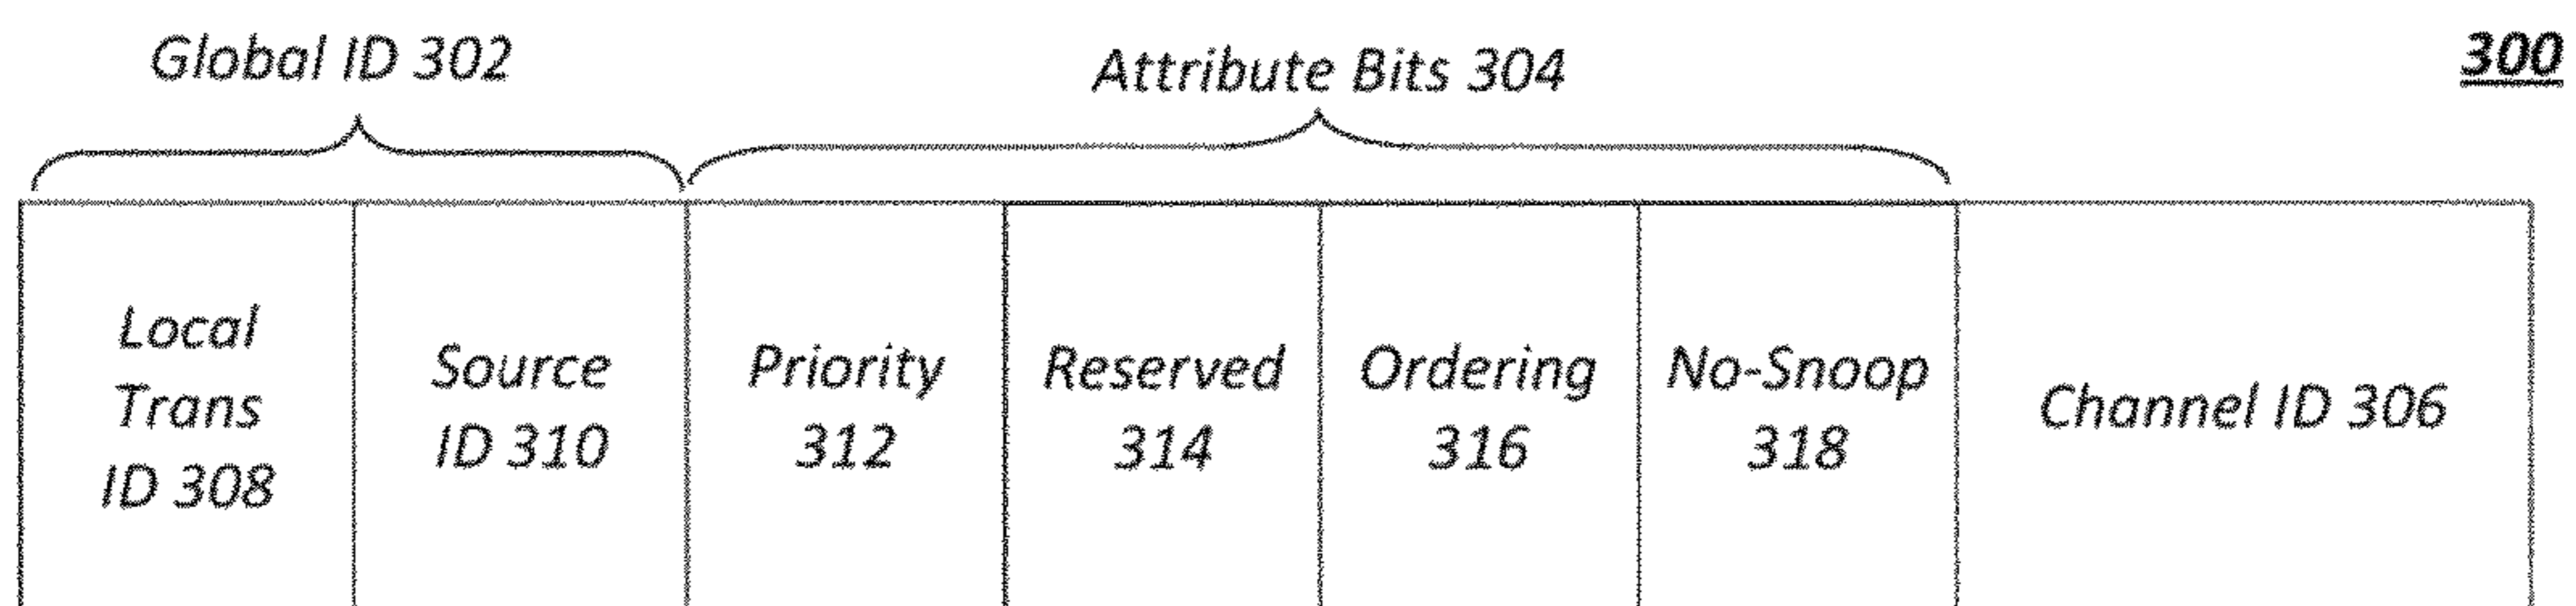 Global ID 302
Attribute Bits 304
300
Local
Trans
ID 308
Source
ID 310
Priority
312
Reserved
314
Ordering
316
No-Snoop
318
Channel ID 306